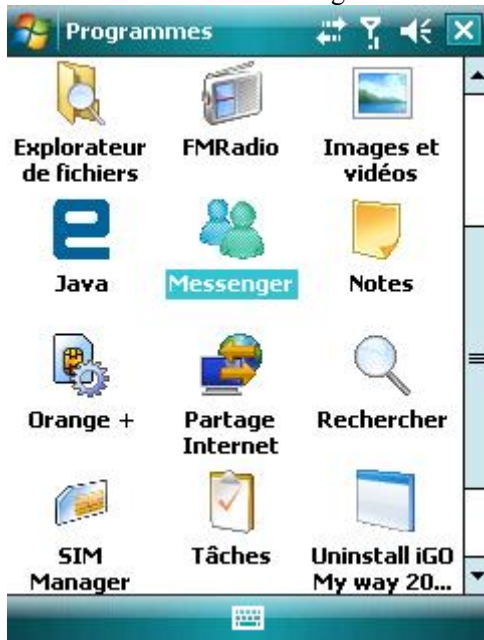 Programmes
Explorateur
de fichiers
FMRadio
Images et
vidéos
Java
Messenger
Notes
Orange +
Partage
Internet
Rechercher
SIM
Manager
Tâches
Uninstall iGO
My way 20...